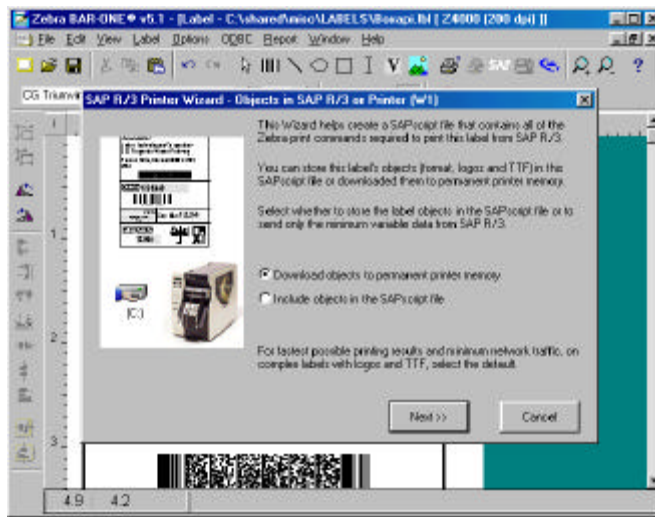 Zebra BAR-ONE® v5.1 - [Label - C:\shared\misc\LABELS\Boxapi.lbl [ Z4000 (200 dpi) ]]
File Edit View Label Options ODBC Report Window Help
SAP
CG Triumvir
SAP R/3 Printer Wizard - Objects in SAP R/3 or Printer (W1)
This Wizard helps create a SAPscript file that contains all of the
Zebra print commands required to print this label from SAP R/3.
You can store this label's objects (format, logos and TTF) in this
SAPscript file or downloaded them to permanent printer memory.
Select whether to store the label objects in the SAPscript file or to
send only the minimum variable data from SAP R/3.
Download objects to permanent printer memory
Include objects in the SAPscript file
(C:)
For fastest possible printing results and minimum network traffic, on
complex labels with logos and TTF, select the default.
Next >>
Cancel
1
2
3
4.9 4.2